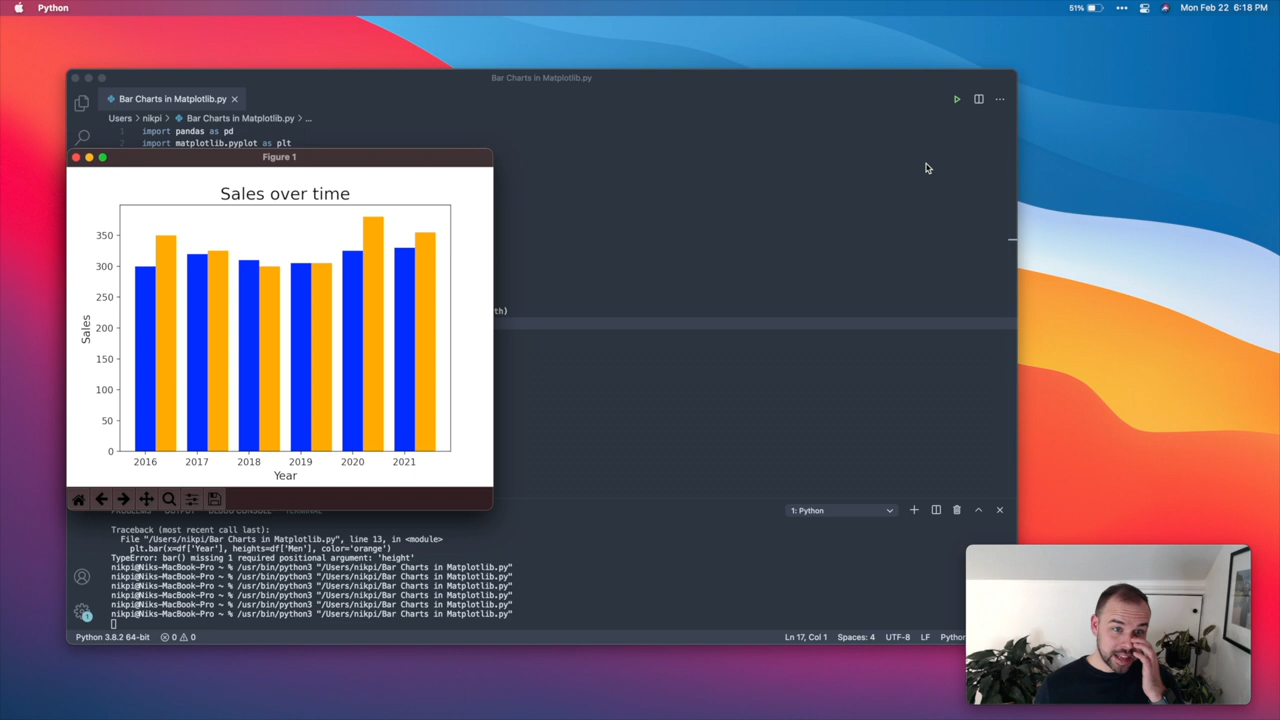 Python
51%
Mon Feb 22 6:18 PM
Bar Charts in Matplotlib.py
Bar Charts in Matplotlib.py
Users › nikpi › Bar Charts in Matplotlib.py › ...
1 import pandas as pd
2 import matplotlib.pyplot as plt
Figure 1
Sales over time
350
300
250
200
150
100
50
0
Sales
2016 2017 2018 2019 2020 2021
Year
th)
PROBLEMS OUTPUT DEBUG CONSOLE TERMINAL
1: Python
Traceback (most recent call last):
File "/Users/nikpi/Bar Charts in Matplotlib.py", line 13, in <module>
plt.bar(x=df['Year'], heights=df['Men'], color='orange')
TypeError: bar() missing 1 required positional argument: 'height'
nikpi@Niks-MacBook-Pro ~ % /usr/bin/python3 "/Users/nikpi/Bar Charts in Matplotlib.py"
nikpi@Niks-MacBook-Pro ~ % /usr/bin/python3 "/Users/nikpi/Bar Charts in Matplotlib.py"
nikpi@Niks-MacBook-Pro ~ % /usr/bin/python3 "/Users/nikpi/Bar Charts in Matplotlib.py"
nikpi@Niks-MacBook-Pro ~ % /usr/bin/python3 "/Users/nikpi/Bar Charts in Matplotlib.py"
nikpi@Niks-MacBook-Pro ~ % /usr/bin/python3 "/Users/nikpi/Bar Charts in Matplotlib.py"
nikpi@Niks-MacBook-Pro ~ % /usr/bin/python3 "/Users/nikpi/Bar Charts in Matplotlib.py"
1
Python 3.8.2 64-bit 0 0
Ln 17, Col 1 Spaces: 4 UTF-8 LF Python